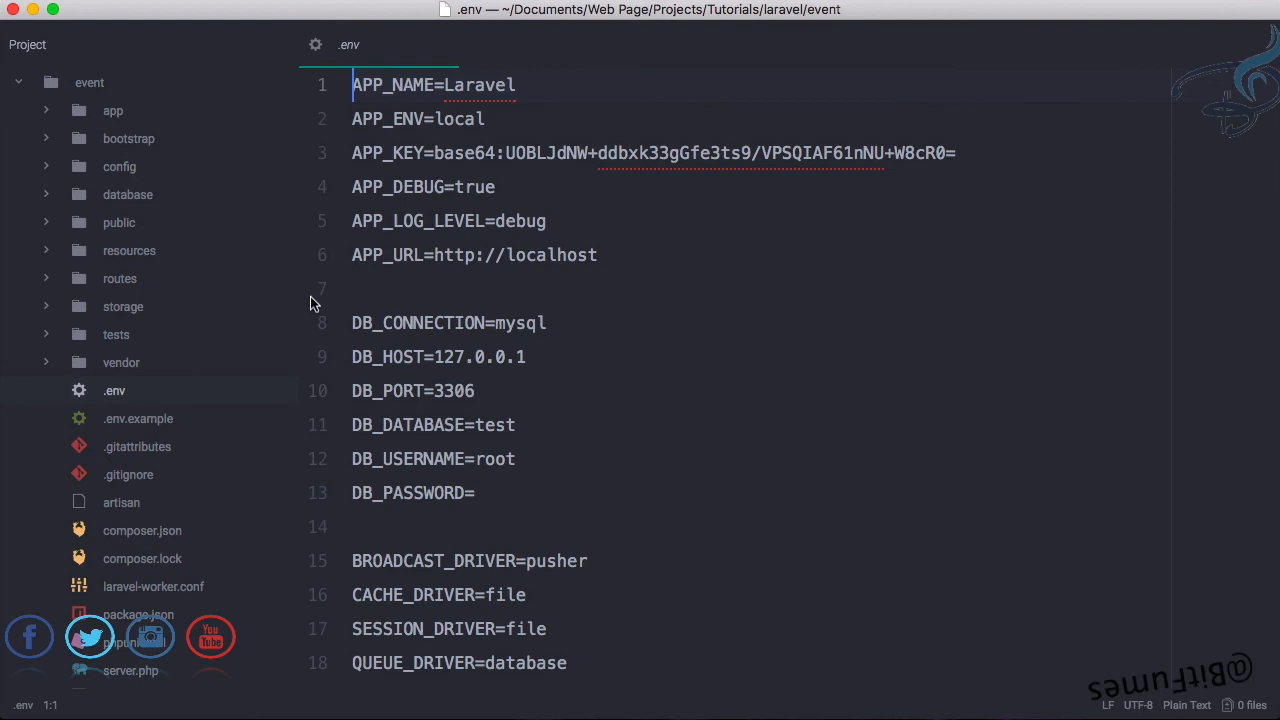 .env — ~/Documents/Web Page/Projects/Tutorials/laravel/event
Project
event
app
bootstrap
config
database
public
resources
routes
storage
tests
vendor
.env
.env.example
.gitattributes
.gitignore
artisan
composer.json
composer.lock
laravel-worker.conf
package.json
server.php
.env
1 APP_NAME=Laravel
2 APP_ENV=local
3 APP_KEY=base64:UOBLJdNW+ddbxk33gGfe3ts9/VPSQIAF61nNU+W8cR0=
4 APP_DEBUG=true
5 APP_LOG_LEVEL=debug
6 APP_URL=http://localhost
7
8 DB_CONNECTION=mysql
9 DB_HOST=127.0.0.1
10 DB_PORT=3306
11 DB_DATABASE=test
12 DB_USERNAME=root
13 DB_PASSWORD=
14
15 BROADCAST_DRIVER=pusher
16 CACHE_DRIVER=file
17 SESSION_DRIVER=file
18 QUEUE_DRIVER=database
You Tube
@BitFumes
.env 1:1
LF UTF-8 Plain Text 0 files